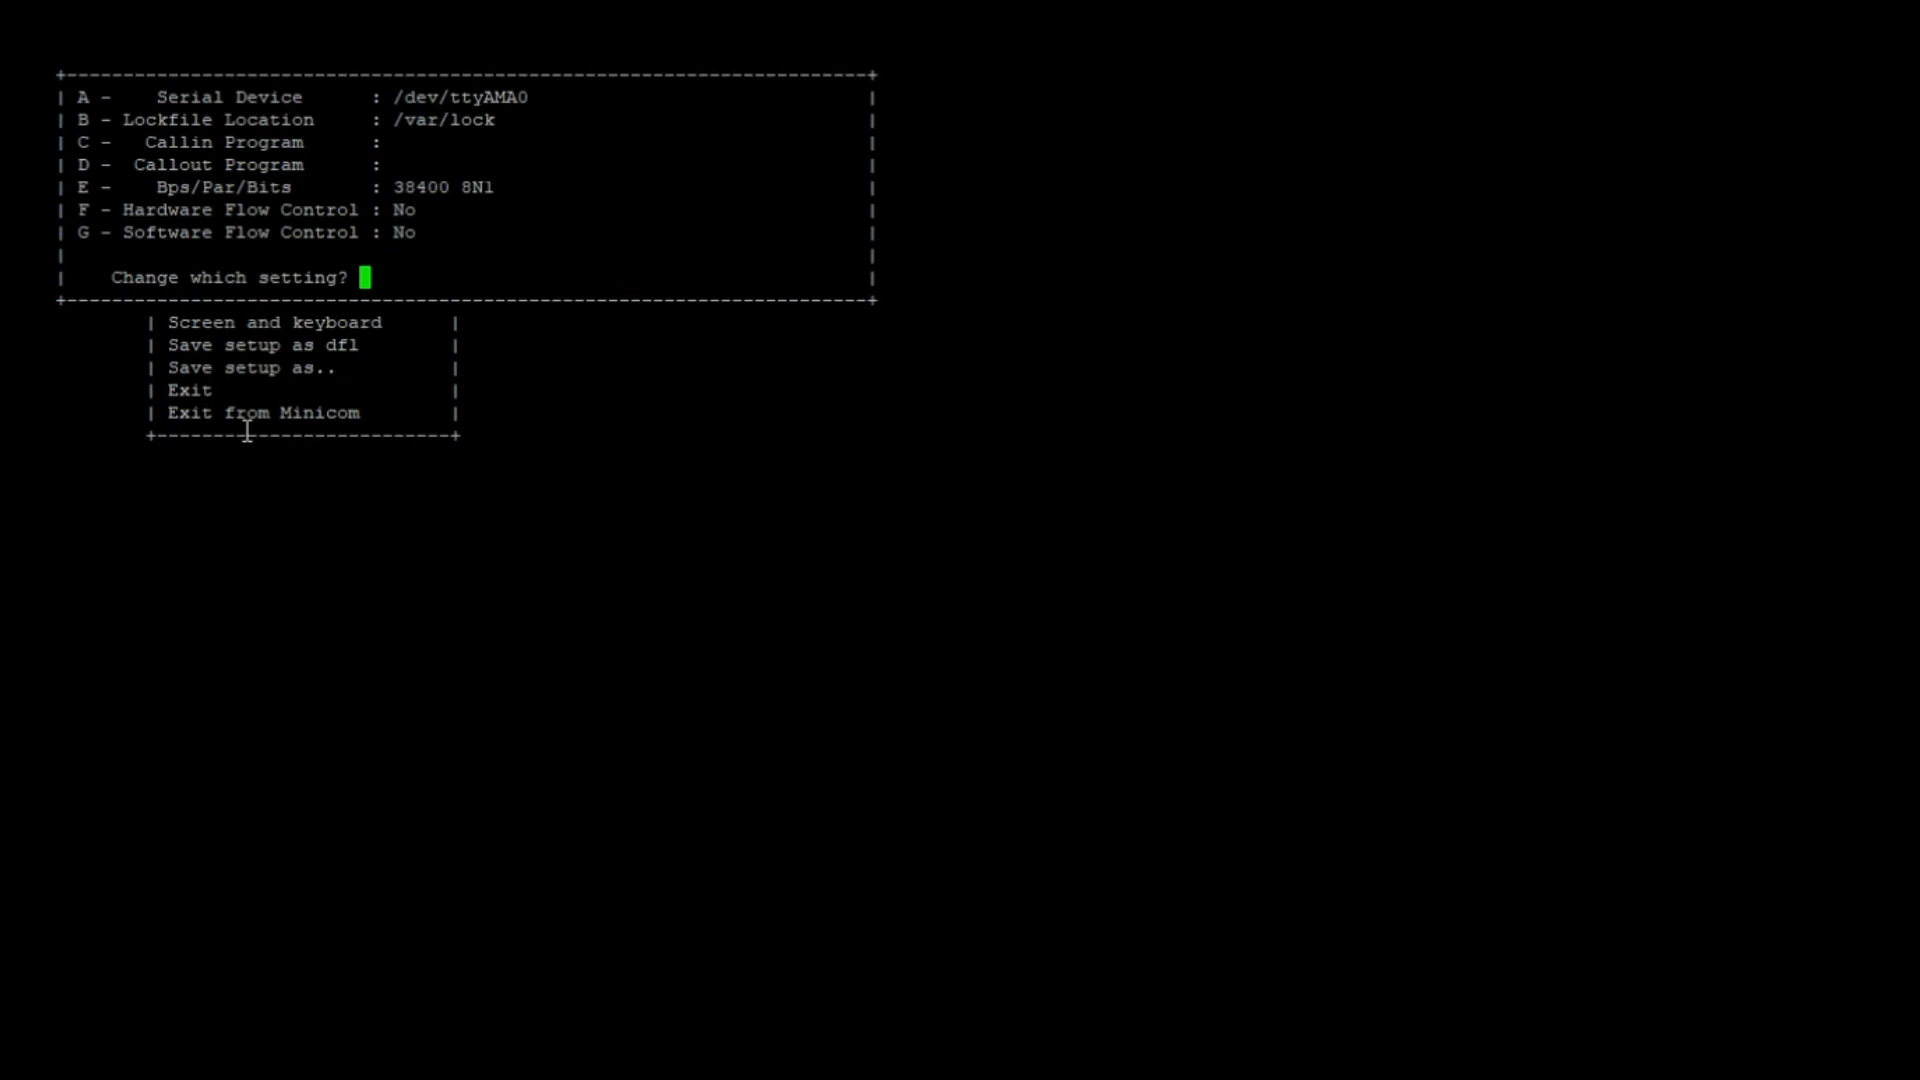 +-----------------------------------------------------------------------+
| A -    Serial Device      : /dev/ttyAMA0                              |
| B - Lockfile Location     : /var/lock                                 |
| C -   Callin Program      :                                           |
| D -  Callout Program      :                                           |
| E -    Bps/Par/Bits       : 38400 8N1                                 |
| F - Hardware Flow Control : No                                        |
| G - Software Flow Control : No                                        |
|                                                                       |
|    Change which setting?                                              |
+-----------------------------------------------------------------------+
        | Screen and keyboard      |
        | Save setup as dfl        |
        | Save setup as..          |
        | Exit                     |
        | Exit from Minicom        |
        +--------------------------+